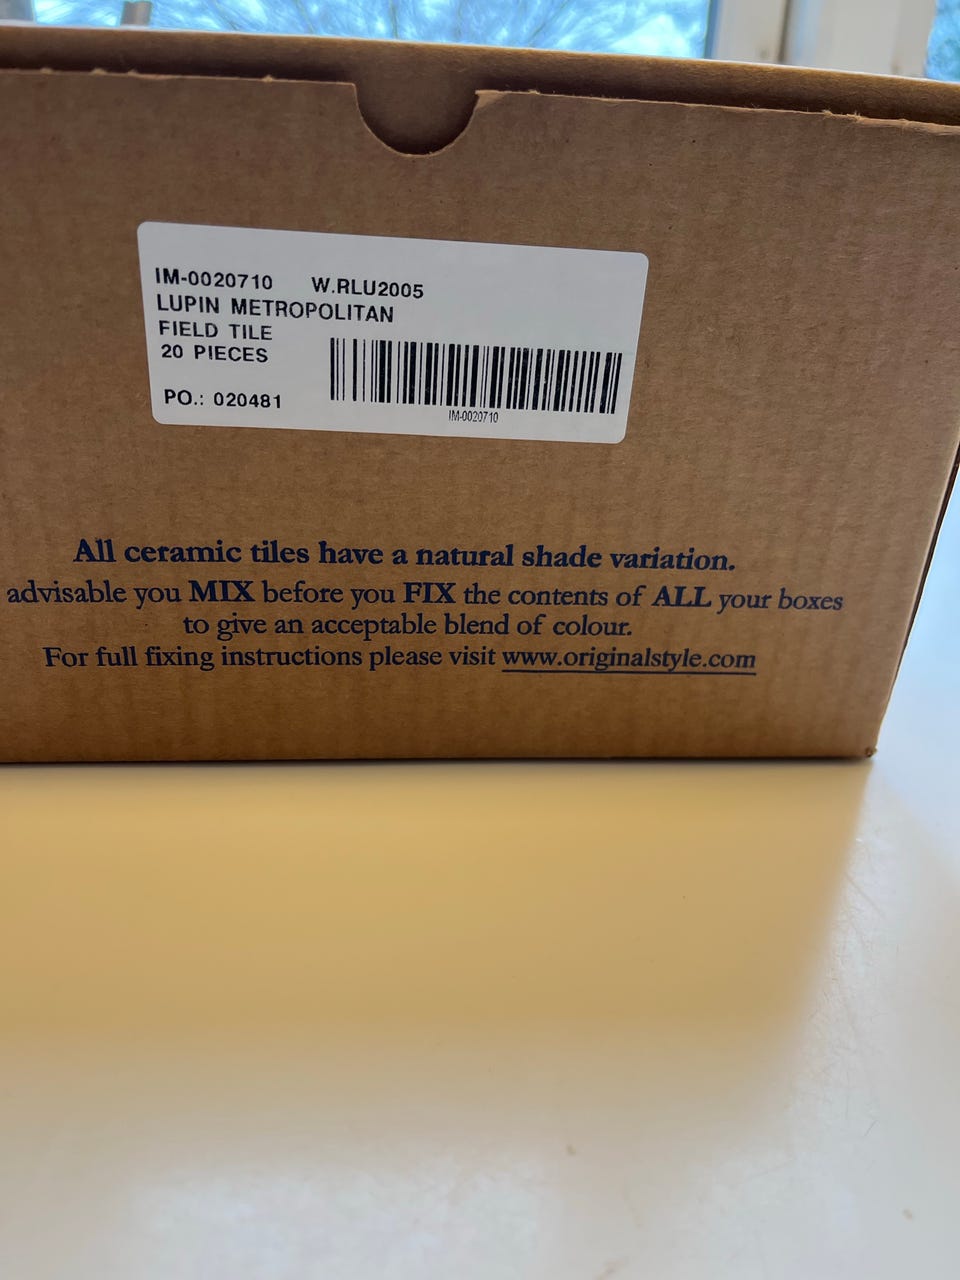 IM-0020710 W.RLU2005
LUPIN METROPOLITAN
FIELD TILE
20 PIECES
PO.: 020481
IM-0020710
All ceramic tiles have a natural shade variation.
advisable you MIX before you FIX the contents of ALL your boxes
to give an acceptable blend of colour.
For full fixing instructions please visit www.originalstyle.com